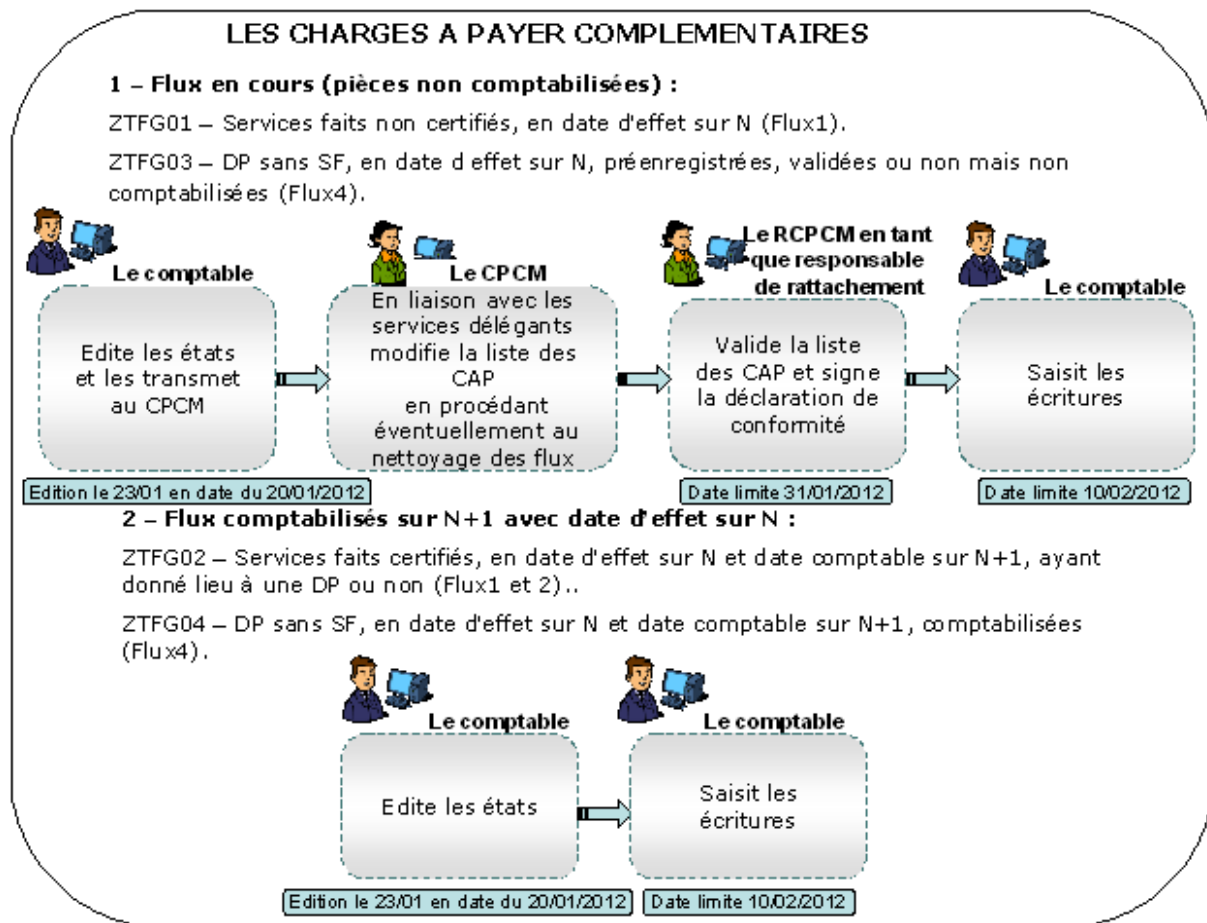 LES CHARGES A PAYER COMPLEMENTAIRES
1 – Flux en cours (pièces non comptabilisées) :
ZTFG01 – Services faits non certifiés, en date d'effet sur N (Flux1).
ZTFG03 – DP sans SF, en date d effet sur N, préenregistrées, validées ou non mais non
comptabilisées (Flux4).
Le comptable
Edite les états
et les transmet
au CPCM
Edition le 23/01 en date du 20/01/2012
Le CPCM
En liaison avec les
services délégants
modifie la liste des
CAP
en procédant
éventuellement au
nettoyage des flux
Le RCPCM en tant
que responsable
de rattachement
Valide la liste
des CAP et signe
la déclaration de
conformité
Date limite 31/01/2012
Le comptable
Saisit les
écritures
Date limite 10/02/2012
2 – Flux comptabilisés sur N+1 avec date d'effet sur N :
ZTFG02 – Services faits certifiés, en date d'effet sur N et date comptable sur N+1, ayant
donné lieu à une DP ou non (Flux1 et 2)..
ZTFG04 – DP sans SF, en date d'effet sur N et date comptable sur N+1, comptabilisées
(Flux4).
Le comptable
Edite les états
Edition le 23/01 en date du 20/01/2012
Le comptable
Saisit les
écritures
Date limite 10/02/2012